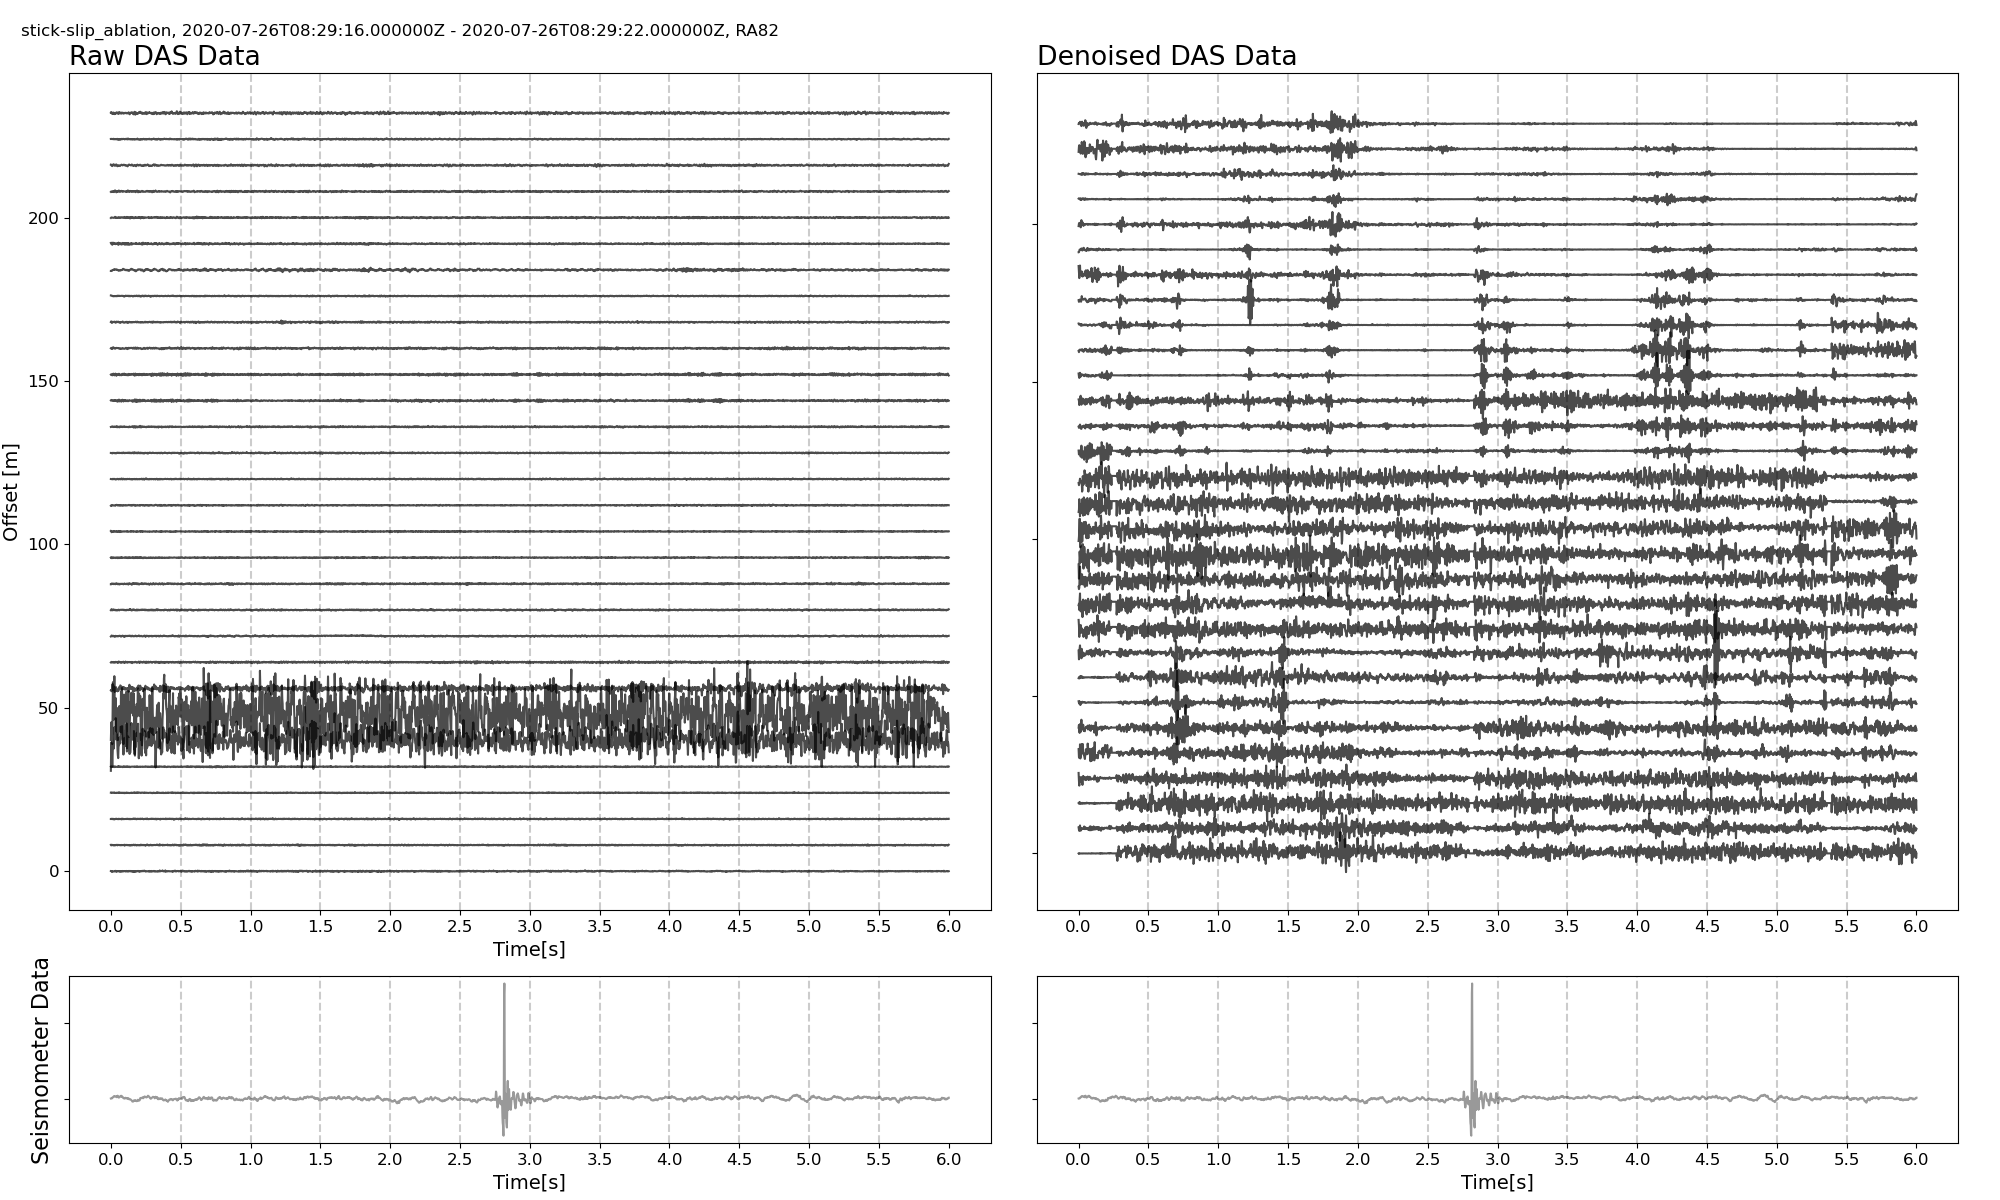 stick-slip_ablation, 2020-07-26T08:29:16.000000Z - 2020-07-26T08:29:22.000000Z, RA82
Raw DAS Data
Denoised DAS Data
Offset [m]
200
150
100
50
0
0.0 0.5 1.0 1.5 2.0 2.5 3.0 3.5 4.0 4.5 5.0 5.5 6.0
Time[s]
0.0 0.5 1.0 1.5 2.0 2.5 3.0 3.5 4.0 4.5 5.0 5.5 6.0
Seismometer Data
0.0 0.5 1.0 1.5 2.0 2.5 3.0 3.5 4.0 4.5 5.0 5.5 6.0
Time[s]
0.0 0.5 1.0 1.5 2.0 2.5 3.0 3.5 4.0 4.5 5.0 5.5 6.0
Time[s]